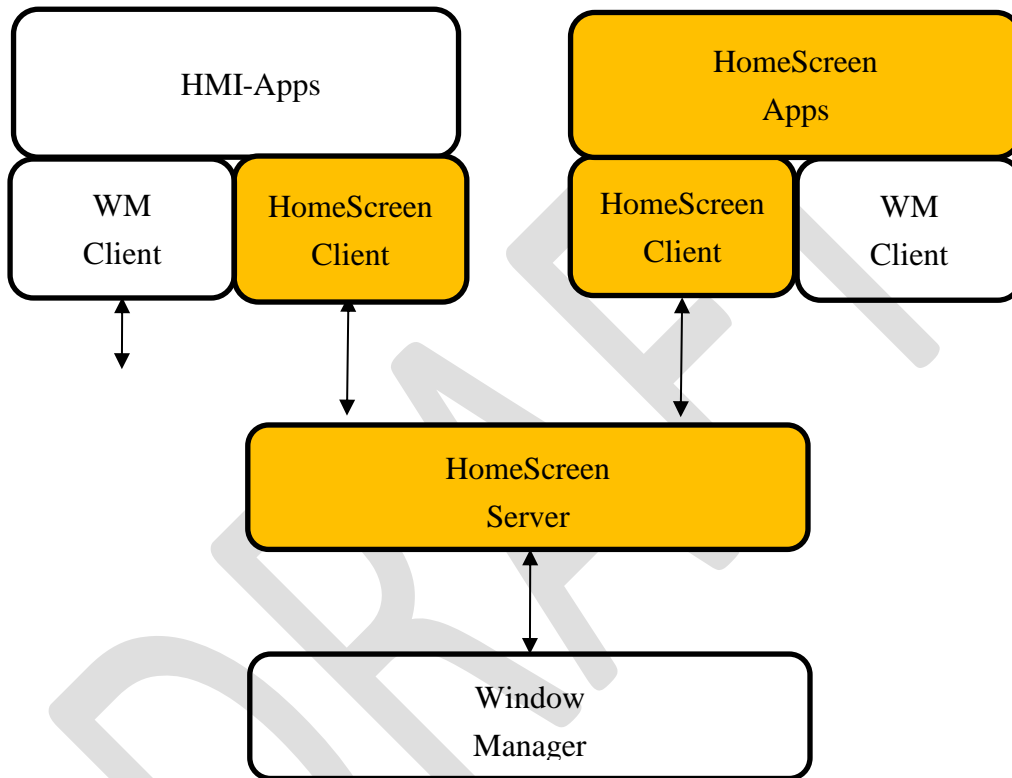 HMI-Apps
HomeScreen
Apps
WM
Client
HomeScreen
Client
HomeScreen
Client
WM
Client
HomeScreen
Server
Window
Manager
DRAFT